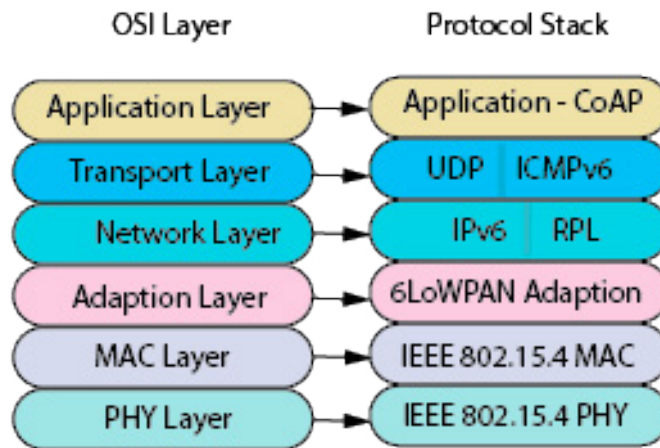 OSI Layer Protocol Stack
Application Layer Application - CoAP
Transport Layer UDP ICMPv6
Network Layer IPv6 RPL
Adaption Layer 6LoWPAN Adaption
MAC Layer IEEE 802.15.4 MAC
PHY Layer IEEE 802.15.4 PHY